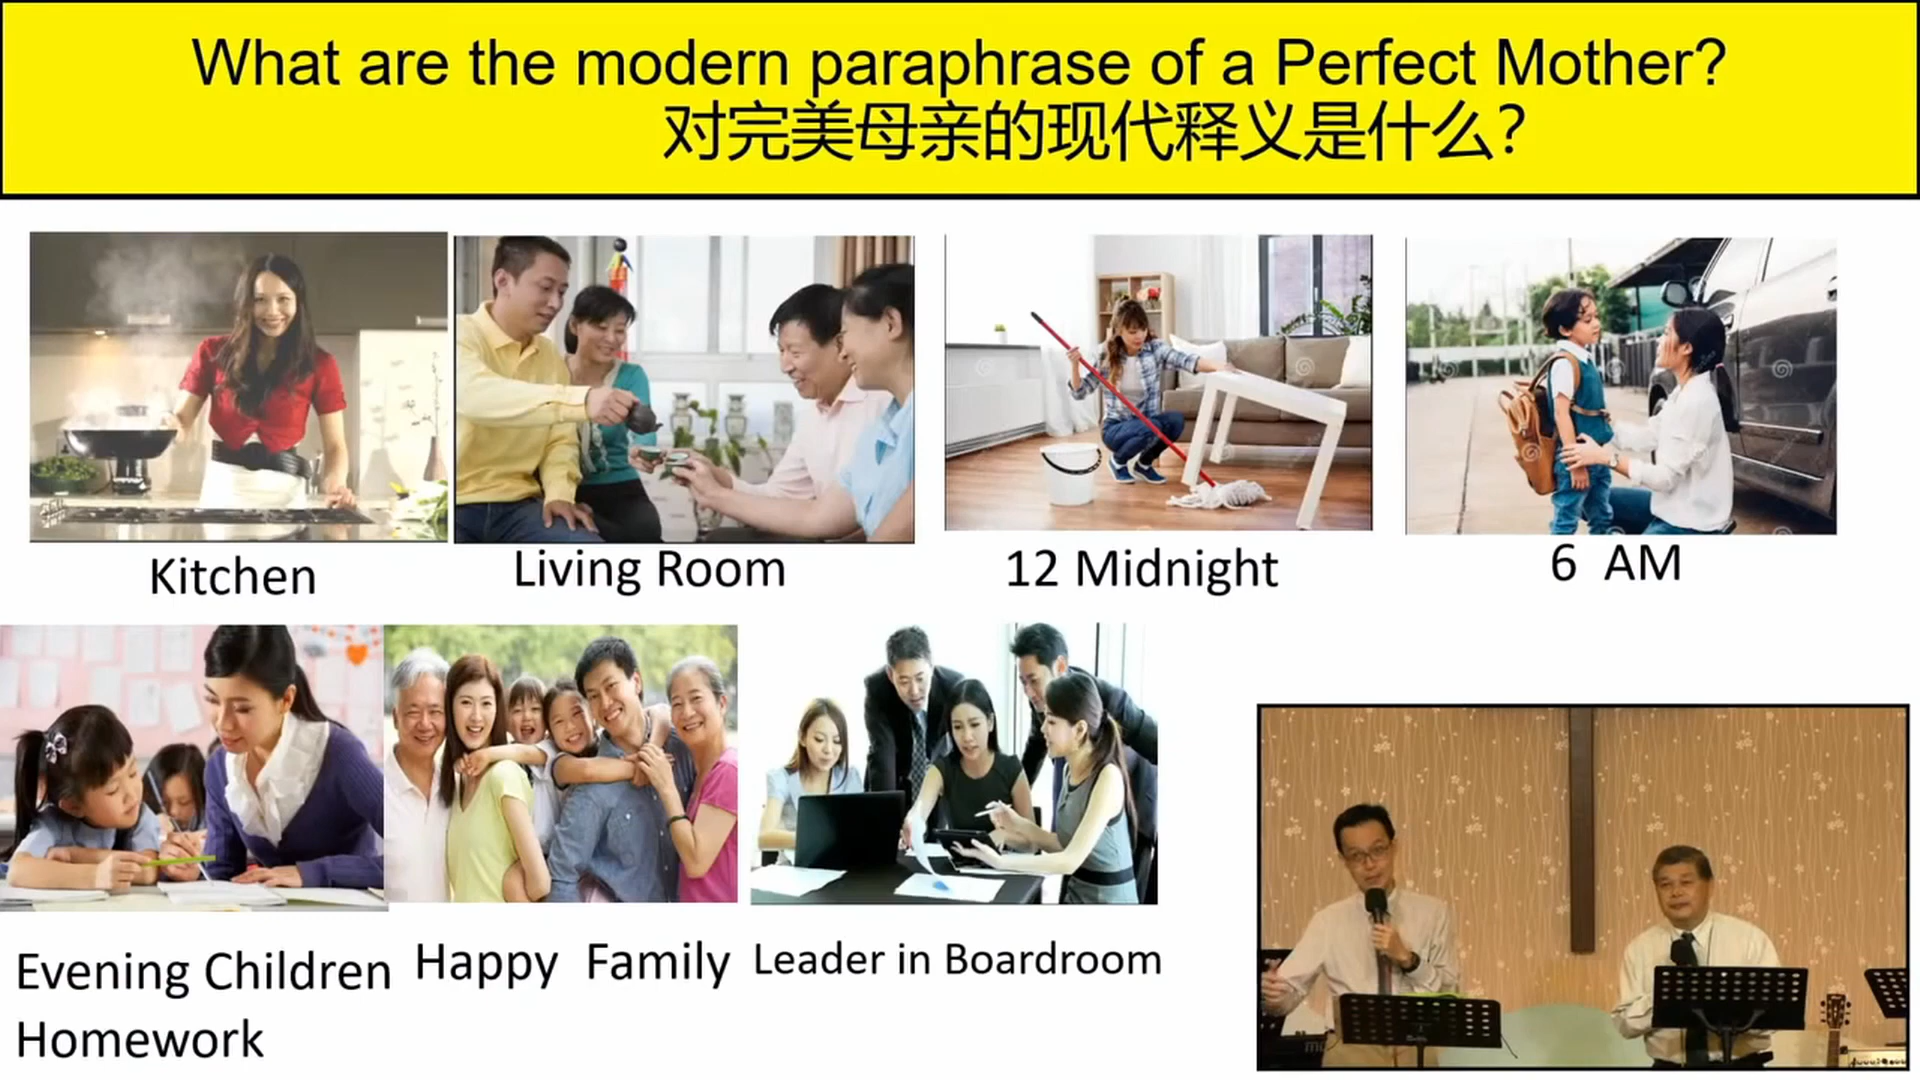 What are the modern paraphrase of a Perfect Mother?
对完美母亲的现代释义是什么？
Kitchen
Living Room
12 Midnight
6 AM
Evening Children
Homework
Happy Family
Leader in Boardroom